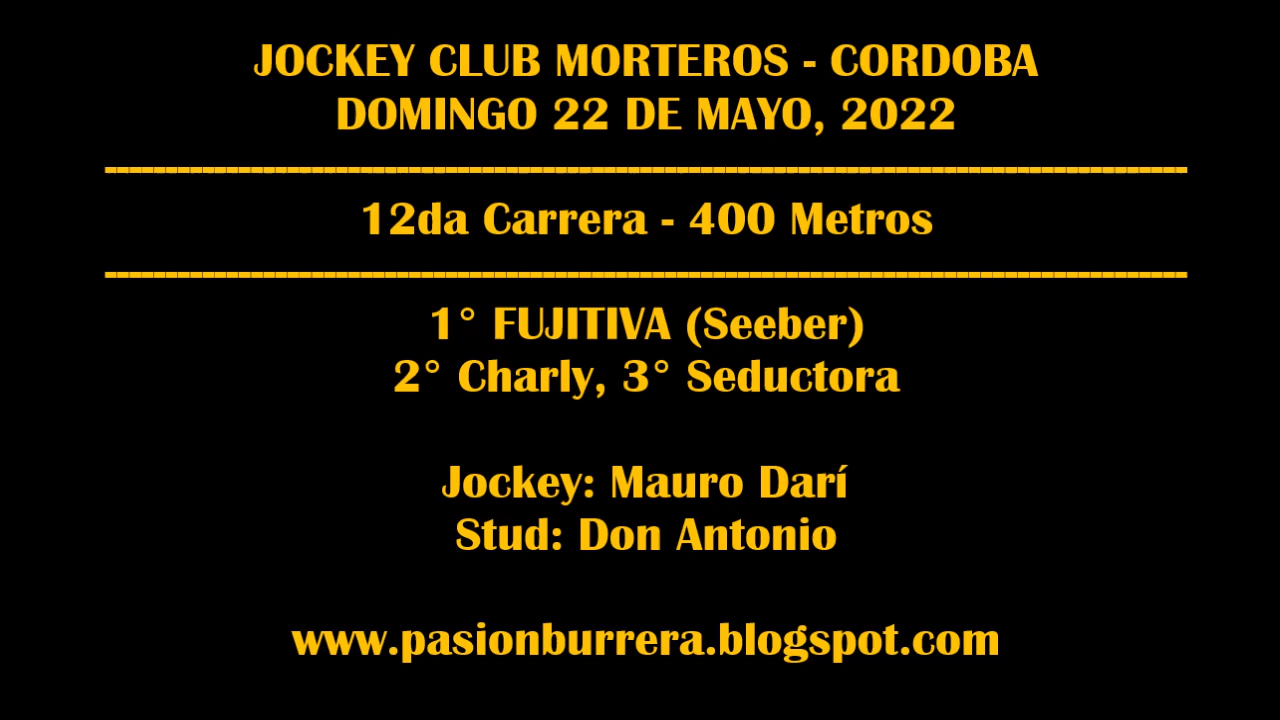 JOCKEY CLUB MORTEROS - CORDOBA
DOMINGO 22 DE MAYO, 2022
12da Carrera - 400 Metros
1° FUJITIVA (Seeber)
2° Charly, 3° Seductora
Jockey: Mauro Darí
Stud: Don Antonio
www.pasionburrera.blogspot.com